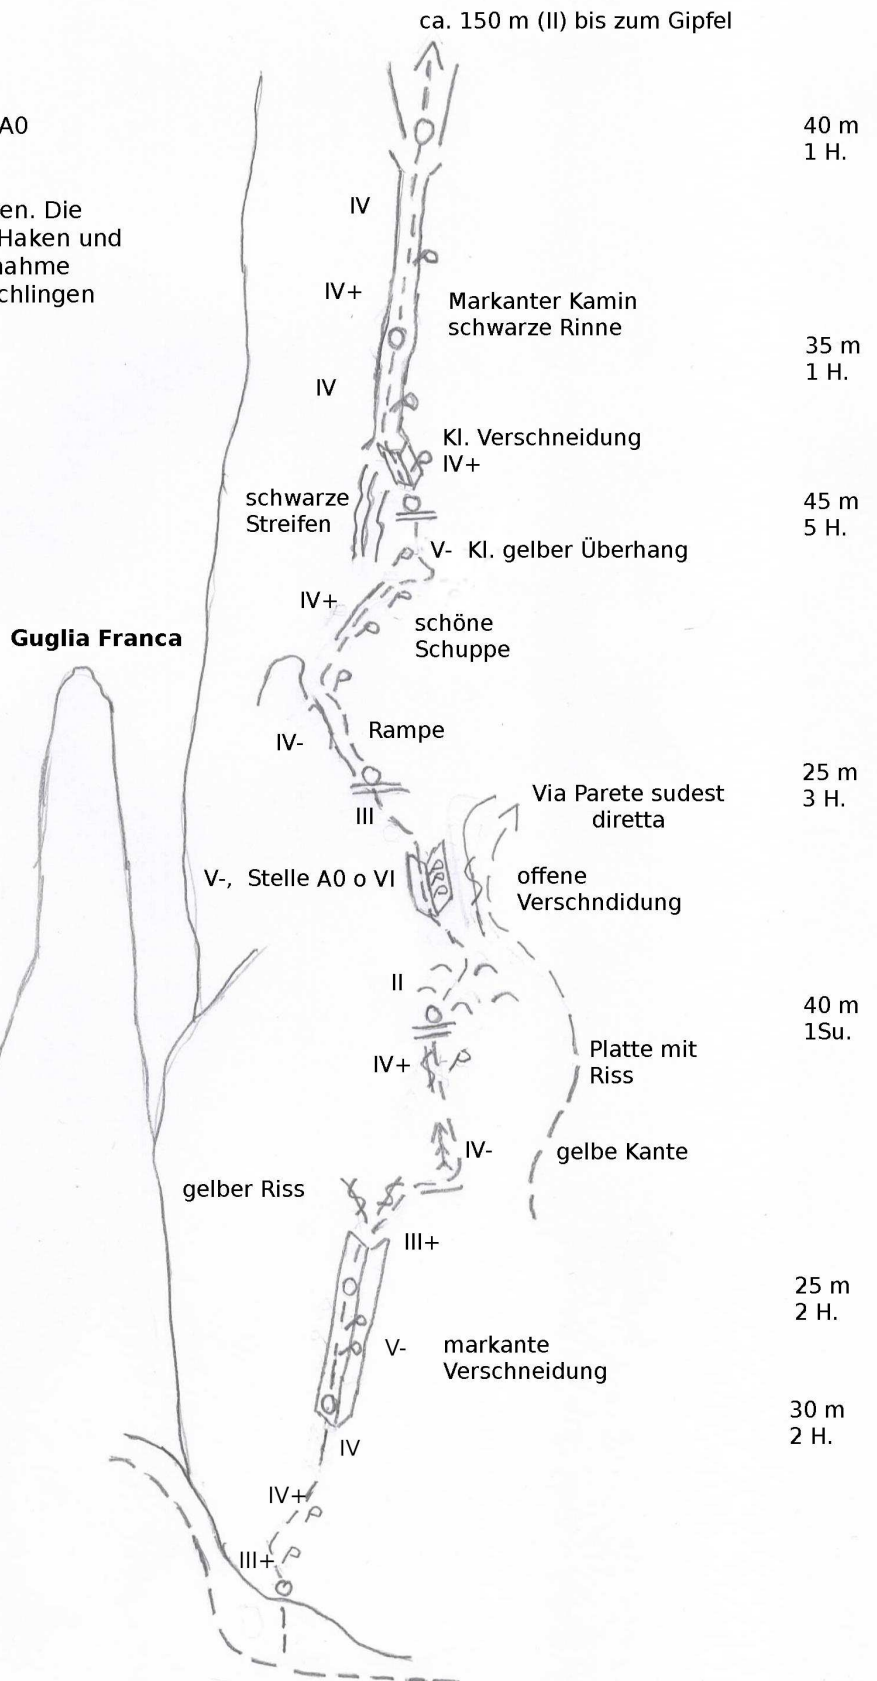 ca. 150 m (II) bis zum Gipfel
A0
40 m
1 H.
en. Die
Haken und
nahme
chlingen
IV
IV+
Markanter Kamin
schwarze Rinne
35 m
1 H.
IV
Kl. Verschneidung
IV+
schwarze
Streifen
45 m
5 H.
V- Kl. gelber Überhang
IV+
schöne
Schuppe
Guglia Franca
Rampe
IV-
25 m
3 H.
Via Parete sudest
diretta
III
V-, Stelle A0 o VI
offene
Verschndidung
II
40 m
1Su.
IV+
Platte mit
Riss
IV-
gelbe Kante
gelber Riss
III+
25 m
2 H.
V-
markante
Verschneidung
30 m
2 H.
IV
IV+
III+